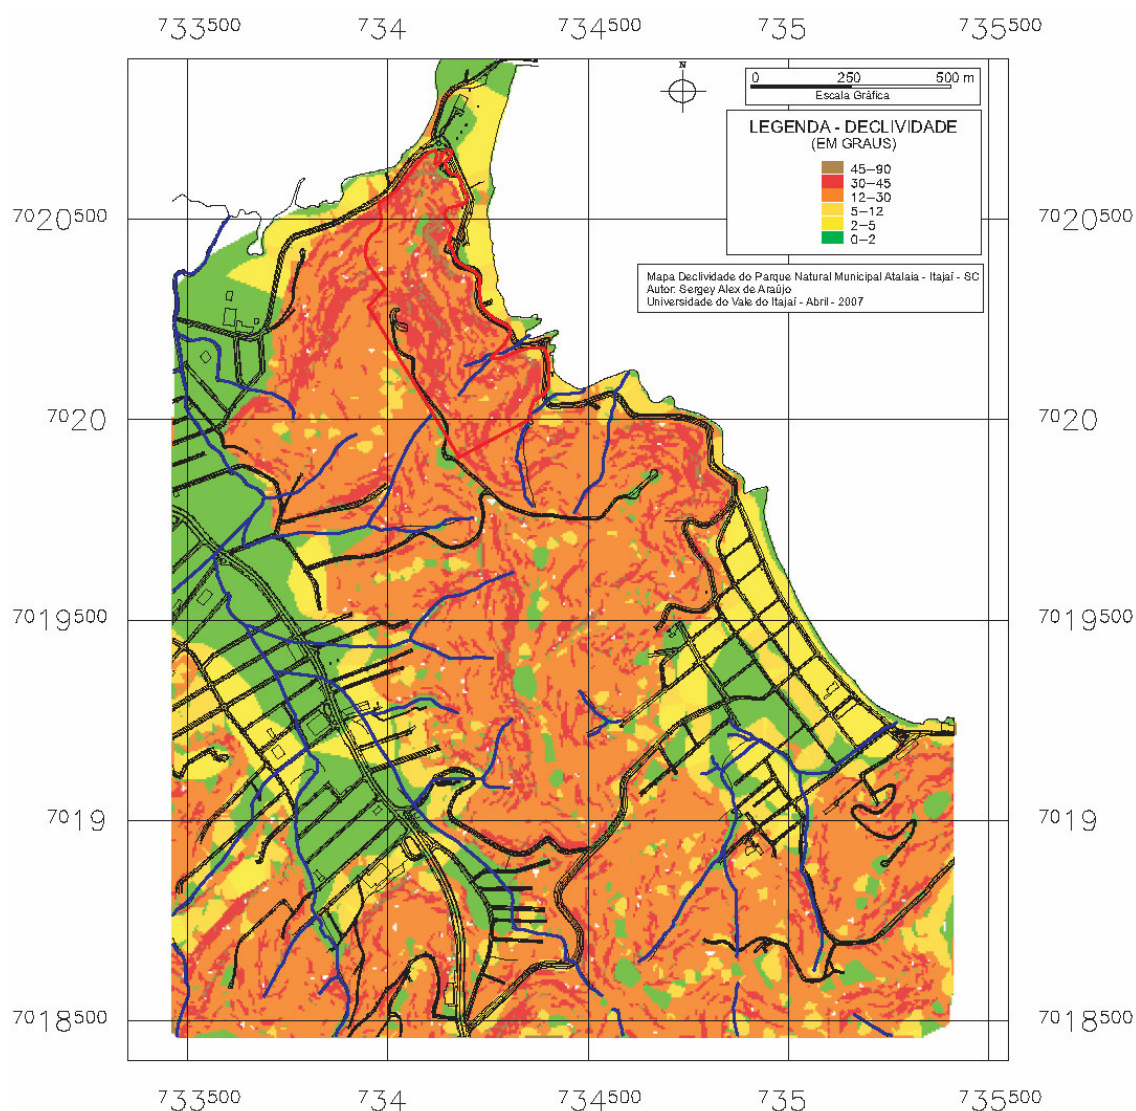 733500 734 734500 735 735500
N
0 250 500 m
Escala Gráfica
LEGENDA - DECLIVIDADE
(EM GRAUS)
45-90
30-45
12-30
5-12
2-5
0-2
7020500 7020500
Mapa Declividade do Parque Natural Municipal Atalaia - Itajaí - SC
Autor: Sergey Alex de Araújo
Universidade do Vale do Itajaí - Abril - 2007
7020 7020
7019500 7019500
7019 7019
7018500 7018500
733500 734 734500 735 735500